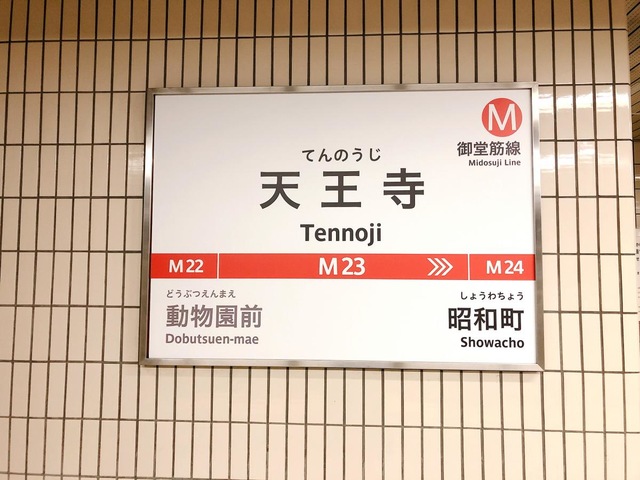 M
御堂筋線
Midosuji Line
てんのうじ
天王寺
Tennoji
M22 M23 M24
どうぶつえんまえ
動物園前
Dobutsuen-mae
しょうわちょう
昭和町
Showacho